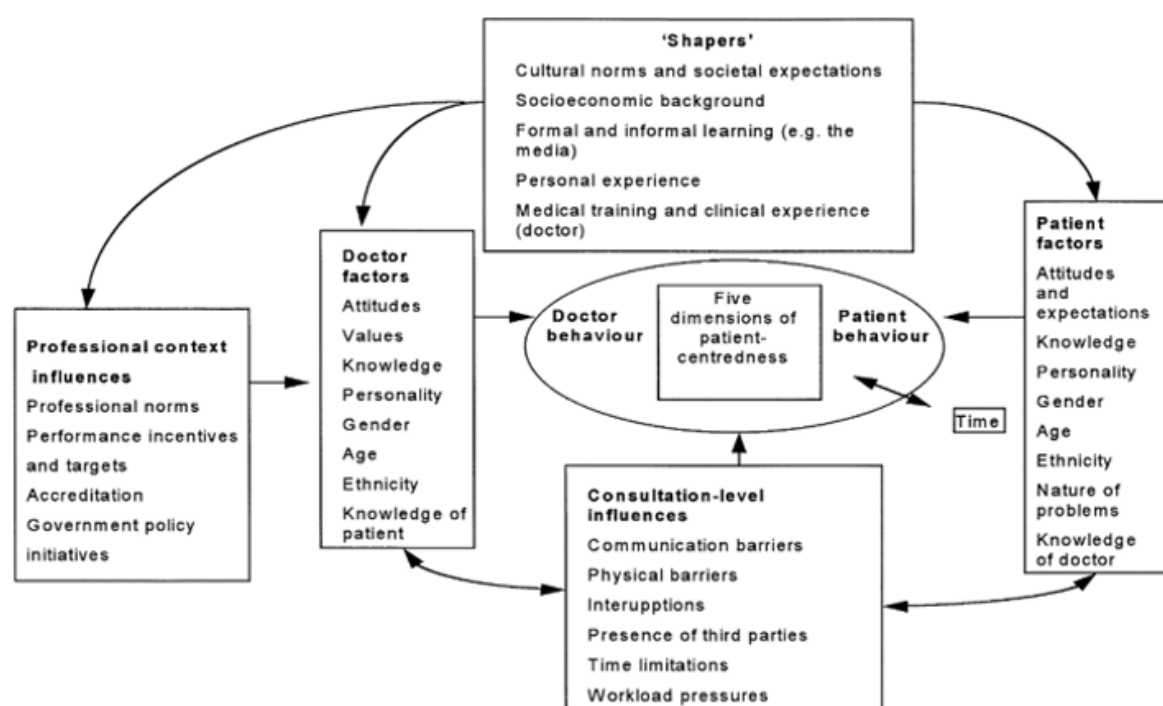 ‘Shapers’
Cultural norms and societal expectations
Socioeconomic background
Formal and informal learning (e.g. the
media)
Personal experience
Medical training and clinical experience
(doctor)
Professional context
influences
Professional norms
Performance incentives
and targets
Accreditation
Government policy
initiatives
Doctor
factors
Attitudes
Values
Knowledge
Personality
Gender
Age
Ethnicity
Knowledge of
patient
Doctor
behaviour
Five
dimensions of
patient-
centredness
Patient
behaviour
Time
Consultation-level
influences
Communication barriers
Physical barriers
Interupptions
Presence of third parties
Time limitations
Workload pressures
Patient
factors
Attitudes
and
expectations
Knowledge
Personality
Gender
Age
Ethnicity
Nature of
problems
Knowledge
of doctor